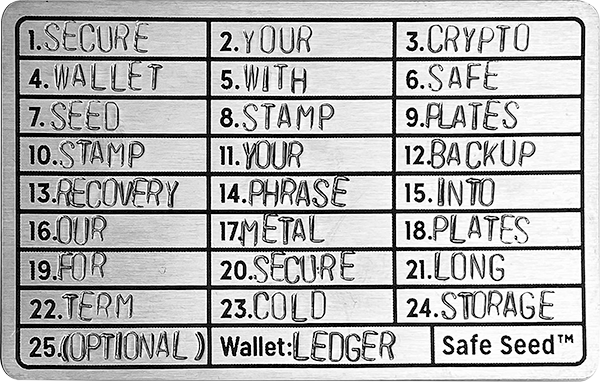 1.SECURE 2.YOUR 3.CRYPTO
4.WALLET 5.WITH 6.SAFE
7.SEED 8.STAMP 9.PLATES
10.STAMP 11.YOUR 12.BACKUP
13.RECOVERY 14.PHRASE 15.INTO
16.OUR 17.METAL 18.PLATES
19.FOR 20.SECURE 21.LONG
22.TERM 23.COLD 24.STORAGE
25.(OPTIONAL) Wallet:LEDGER Safe Seed™